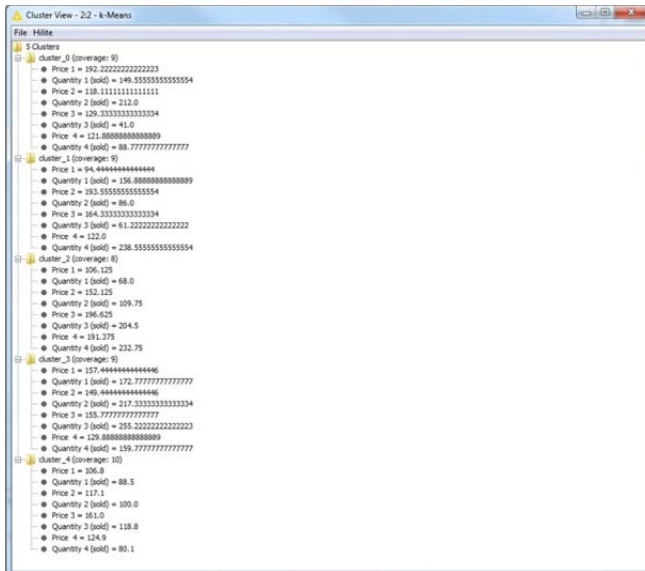 Cluster View - 2:2 - k-Means
File Hilite
5 Clusters
cluster_0 (coverage: 9)
Price 1 = 192.22222222222223
Quantity 1 (sold) = 149.55555555555554
Price 2 = 118.11111111111111
Quantity 2 (sold) = 212.0
Price 3 = 129.33333333333334
Quantity 3 (sold) = 41.0
Price 4 = 121.88888888888889
Quantity 4 (sold) = 88.77777777777777
cluster_1 (coverage: 9)
Price 1 = 94.44444444444444
Quantity 1 (sold) = 156.88888888888889
Price 2 = 193.55555555555554
Quantity 2 (sold) = 86.0
Price 3 = 164.33333333333334
Quantity 3 (sold) = 61.22222222222222
Price 4 = 122.0
Quantity 4 (sold) = 238.55555555555554
cluster_2 (coverage: 8)
Price 1 = 106.125
Quantity 1 (sold) = 68.0
Price 2 = 152.125
Quantity 2 (sold) = 109.75
Price 3 = 196.625
Quantity 3 (sold) = 204.5
Price 4 = 191.375
Quantity 4 (sold) = 232.75
cluster_3 (coverage: 9)
Price 1 = 157.44444444444446
Quantity 1 (sold) = 172.77777777777777
Price 2 = 149.44444444444446
Quantity 2 (sold) = 217.33333333333334
Price 3 = 155.77777777777777
Quantity 3 (sold) = 255.22222222222223
Price 4 = 129.88888888888889
Quantity 4 (sold) = 159.77777777777777
cluster_4 (coverage: 10)
Price 1 = 106.8
Quantity 1 (sold) = 88.5
Price 2 = 117.1
Quantity 2 (sold) = 100.0
Price 3 = 161.0
Quantity 3 (sold) = 118.8
Price 4 = 124.9
Quantity 4 (sold) = 80.1